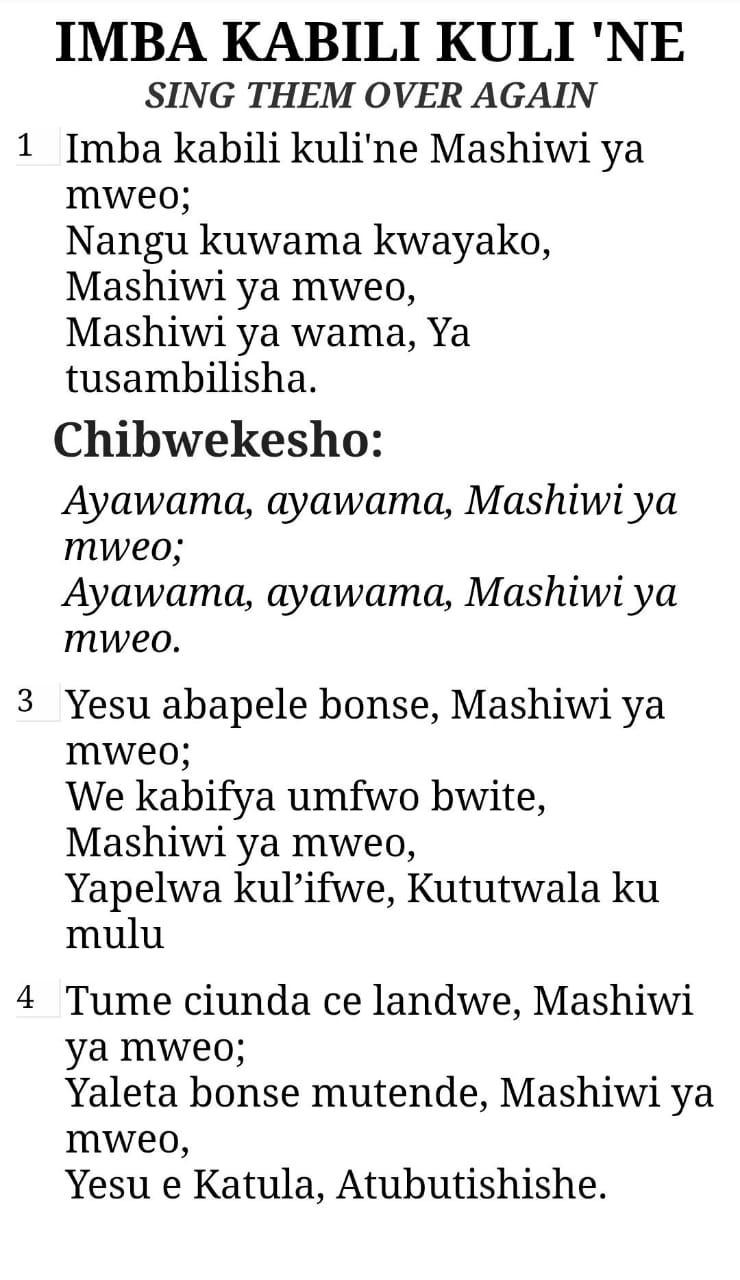 IMBA KABILI KULI 'NE
SING THEM OVER AGAIN
1 Imba kabili kuli'ne Mashiwi ya
mweo;
Nangu kuwama kwayako,
Mashiwi ya mweo,
Mashiwi ya wama, Ya
tusambilisha.
Chibwekesho:
Ayawama, ayawama, Mashiwi ya
mweo;
Ayawama, ayawama, Mashiwi ya
mweo.
3 Yesu abapele bonse, Mashiwi ya
mweo;
We kabifya umfwo bwite,
Mashiwi ya mweo,
Yapelwa kul’ifwe, Kututwala ku
mulu
4 Tume ciunda ce landwe, Mashiwi
ya mweo;
Yaleta bonse mutende, Mashiwi ya
mweo,
Yesu e Katula, Atubutishishe.